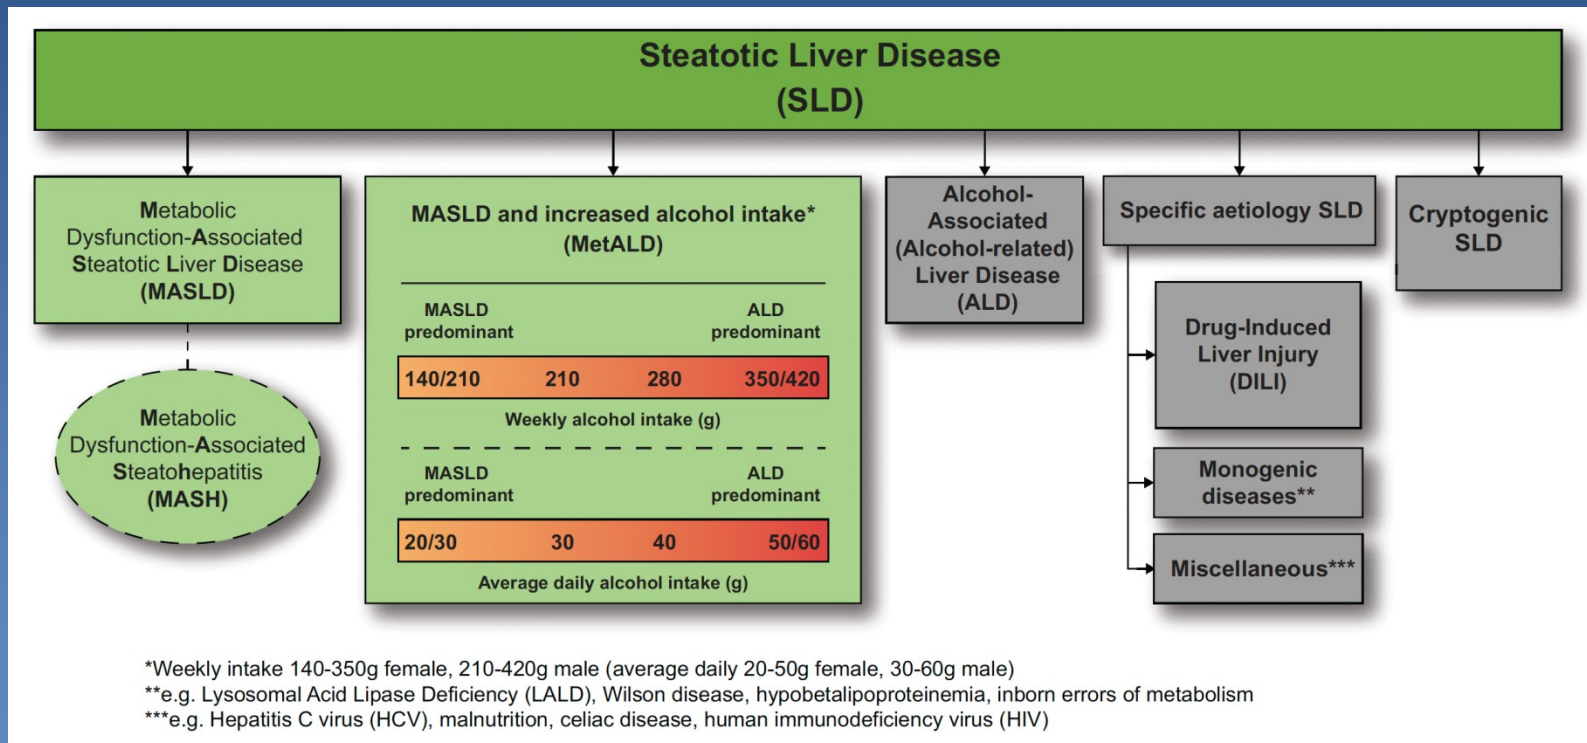 Steatotic Liver Disease
(SLD)
Metabolic
Dysfunction-Associated
Steatotic Liver Disease
(MASLD)
Metabolic
Dysfunction-Associated
Steatohepatitis
(MASH)
MASLD and increased alcohol intake*
(MetALD)
MASLD predominant ALD predominant
140/210 210 280 350/420
Weekly alcohol intake (g)
MASLD predominant ALD predominant
20/30 30 40 50/60
Average daily alcohol intake (g)
Alcohol-
Associated
(Alcohol-related)
Liver Disease
(ALD)
Specific aetiology SLD
Drug-Induced
Liver Injury
(DILI)
Monogenic
diseases**
Miscellaneous***
Cryptogenic
SLD
*Weekly intake 140-350g female, 210-420g male (average daily 20-50g female, 30-60g male)
**e.g. Lysosomal Acid Lipase Deficiency (LALD), Wilson disease, hypobetalipoproteinemia, inborn errors of metabolism
***e.g. Hepatitis C virus (HCV), malnutrition, celiac disease, human immunodeficiency virus (HIV)